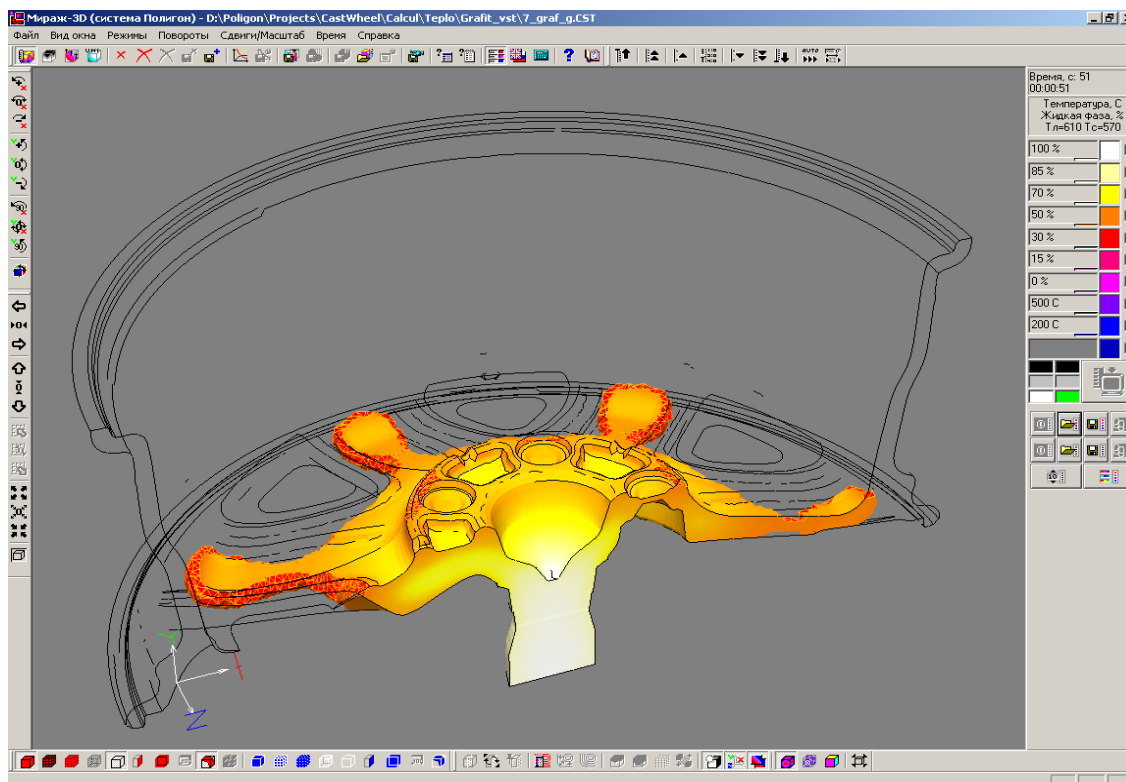 Мираж-3D (система Полигон) - D:\Poligon\Projects\CastWheel\Calcul\Teplo\Grafit_vst\7_graf_g.CST
Файл Вид окна Режимы Повороты Сдвиги/Масштаб Время Справка
Время, с: 51
00:00:51
Температура, С
Жидкая фаза, %
Тл=610 Тс=570
100 %
85 %
70 %
50 %
30 %
15 %
0 %
500 C
200 C
Y
Z